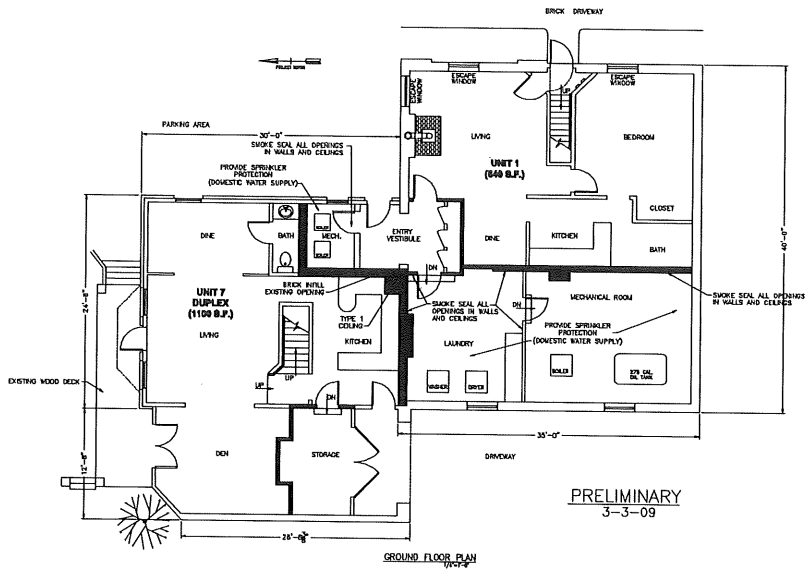 BRICK DRIVEWAY
PROJECT NORTH
ESCAPE
WINDOW
ESCAPE
WINDOW
ESCAPE
WINDOW
UP
PARKING AREA
30'-0"
LIVING
BEDROOM
SMOKE SEAL ALL OPENINGS
IN WALLS AND CEILINGS
UNIT 1
(640 S.F.)
PROVIDE SPRINKLER
PROTECTION
(DOMESTIC WATER SUPPLY)
CLOSET
BOILER
MECH.
BOILER
ENTRY
VESTIBULE
DINE
KITCHEN
BATH
40'-0"
DINE
BATH
DN
BRICK INFILL
EXISTING OPENING
UNIT 7
DUPLEX
(1100 S.F.)
24'-8"
SMOKE SEAL ALL
OPENINGS IN WALLS
AND CEILINGS
DN
MECHANICAL ROOM
SMOKE SEAL ALL OPENINGS
IN WALLS AND CEILINGS
TYPE 1
CEILING
PROVIDE SPRINKLER
PROTECTION
(DOMESTIC WATER SUPPLY)
LIVING
KITCHEN
LAUNDRY
UP
UP
WASHER
DRYER
BOILER
275 GAL.
OIL TANK
EXISTING WOOD DECK
DN
35'-0"
12'-8"
DEN
STORAGE
DRIVEWAY
PRELIMINARY
3-3-09
GROUND FLOOR PLAN